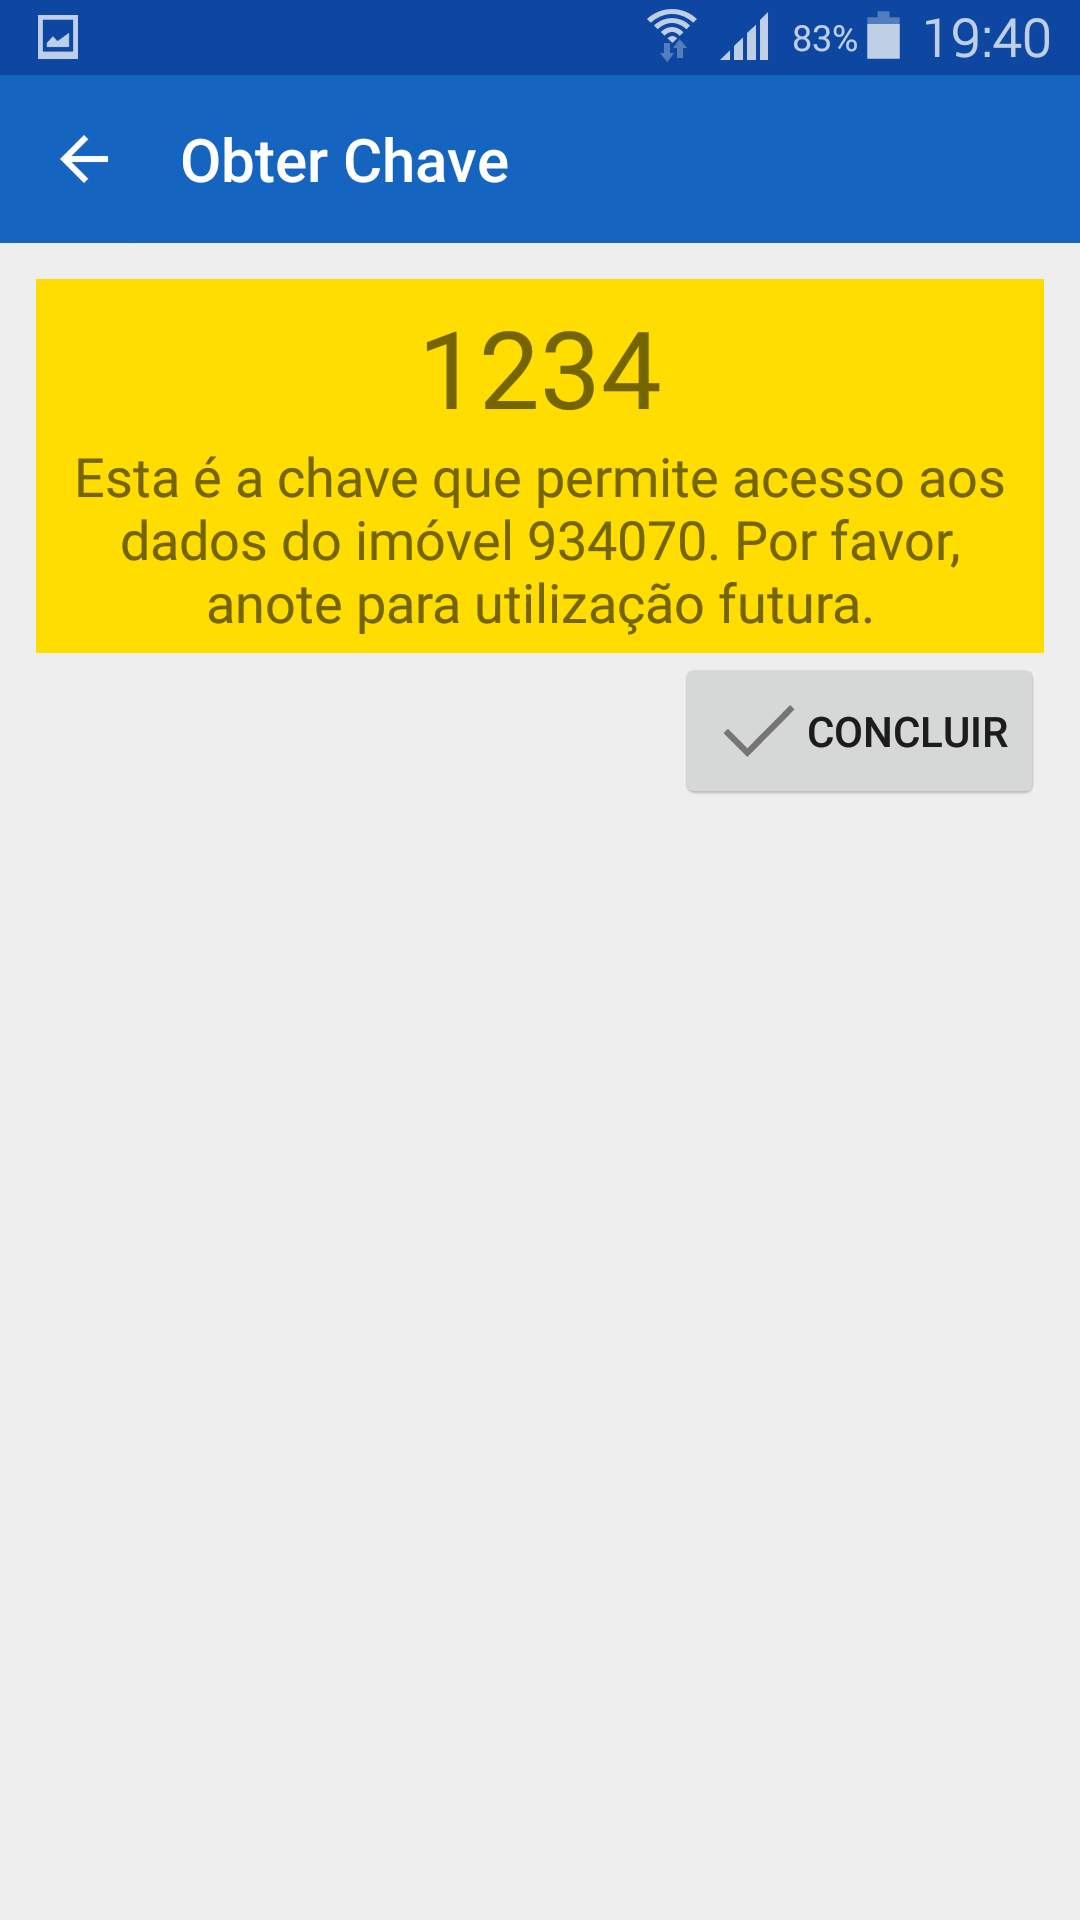 83% 19:40
Obter Chave
1234
Esta é a chave que permite acesso aos
dados do imóvel 934070. Por favor,
anote para utilização futura.
CONCLUIR